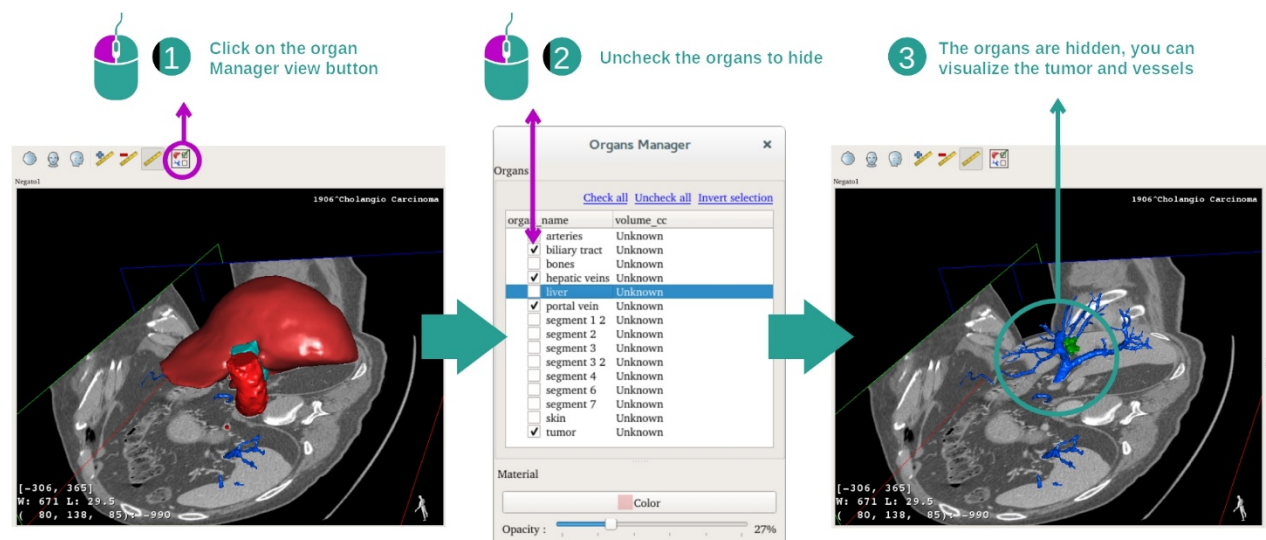 1
Click on the organ
Manager view button
2
Uncheck the organs to hide
3
The organs are hidden, you can
visualize the tumor and vessels
Negato1
1906^Cholangio Carcinoma
[-306, 365]
W: 671 L: 29.5
( 80, 138, 85): -990
Organs Manager
Organs
Check all Uncheck all Invert selection
organ_name volume_cc
arteries Unknown
biliary tract Unknown
bones Unknown
hepatic veins Unknown
liver Unknown
portal vein Unknown
segment 1 2 Unknown
segment 2 Unknown
segment 3 Unknown
segment 3 2 Unknown
segment 4 Unknown
segment 6 Unknown
segment 7 Unknown
skin Unknown
tumor Unknown
Material
Color
Opacity : 27%
Negato1
1906^Cholangio Carcinoma
[-306, 365]
W: 671 L: 29.5
( 80, 138, 85): -990